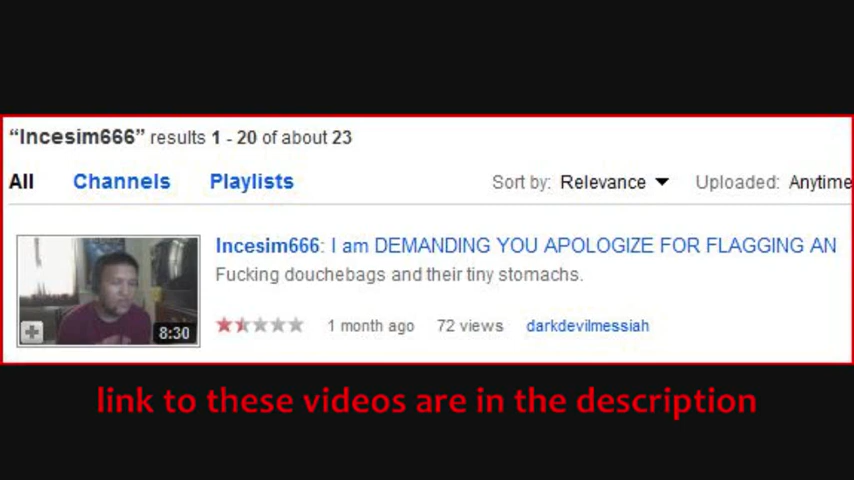 “Incesim666” results 1 - 20 of about 23
All Channels Playlists Sort by: Relevance Uploaded: Anytime
Incesim666: I am DEMANDING YOU APOLOGIZE FOR FLAGGING AN
Fucking douchebags and their tiny stomachs.
8:30 1 month ago 72 views darkdevilmessiah
link to these videos are in the description